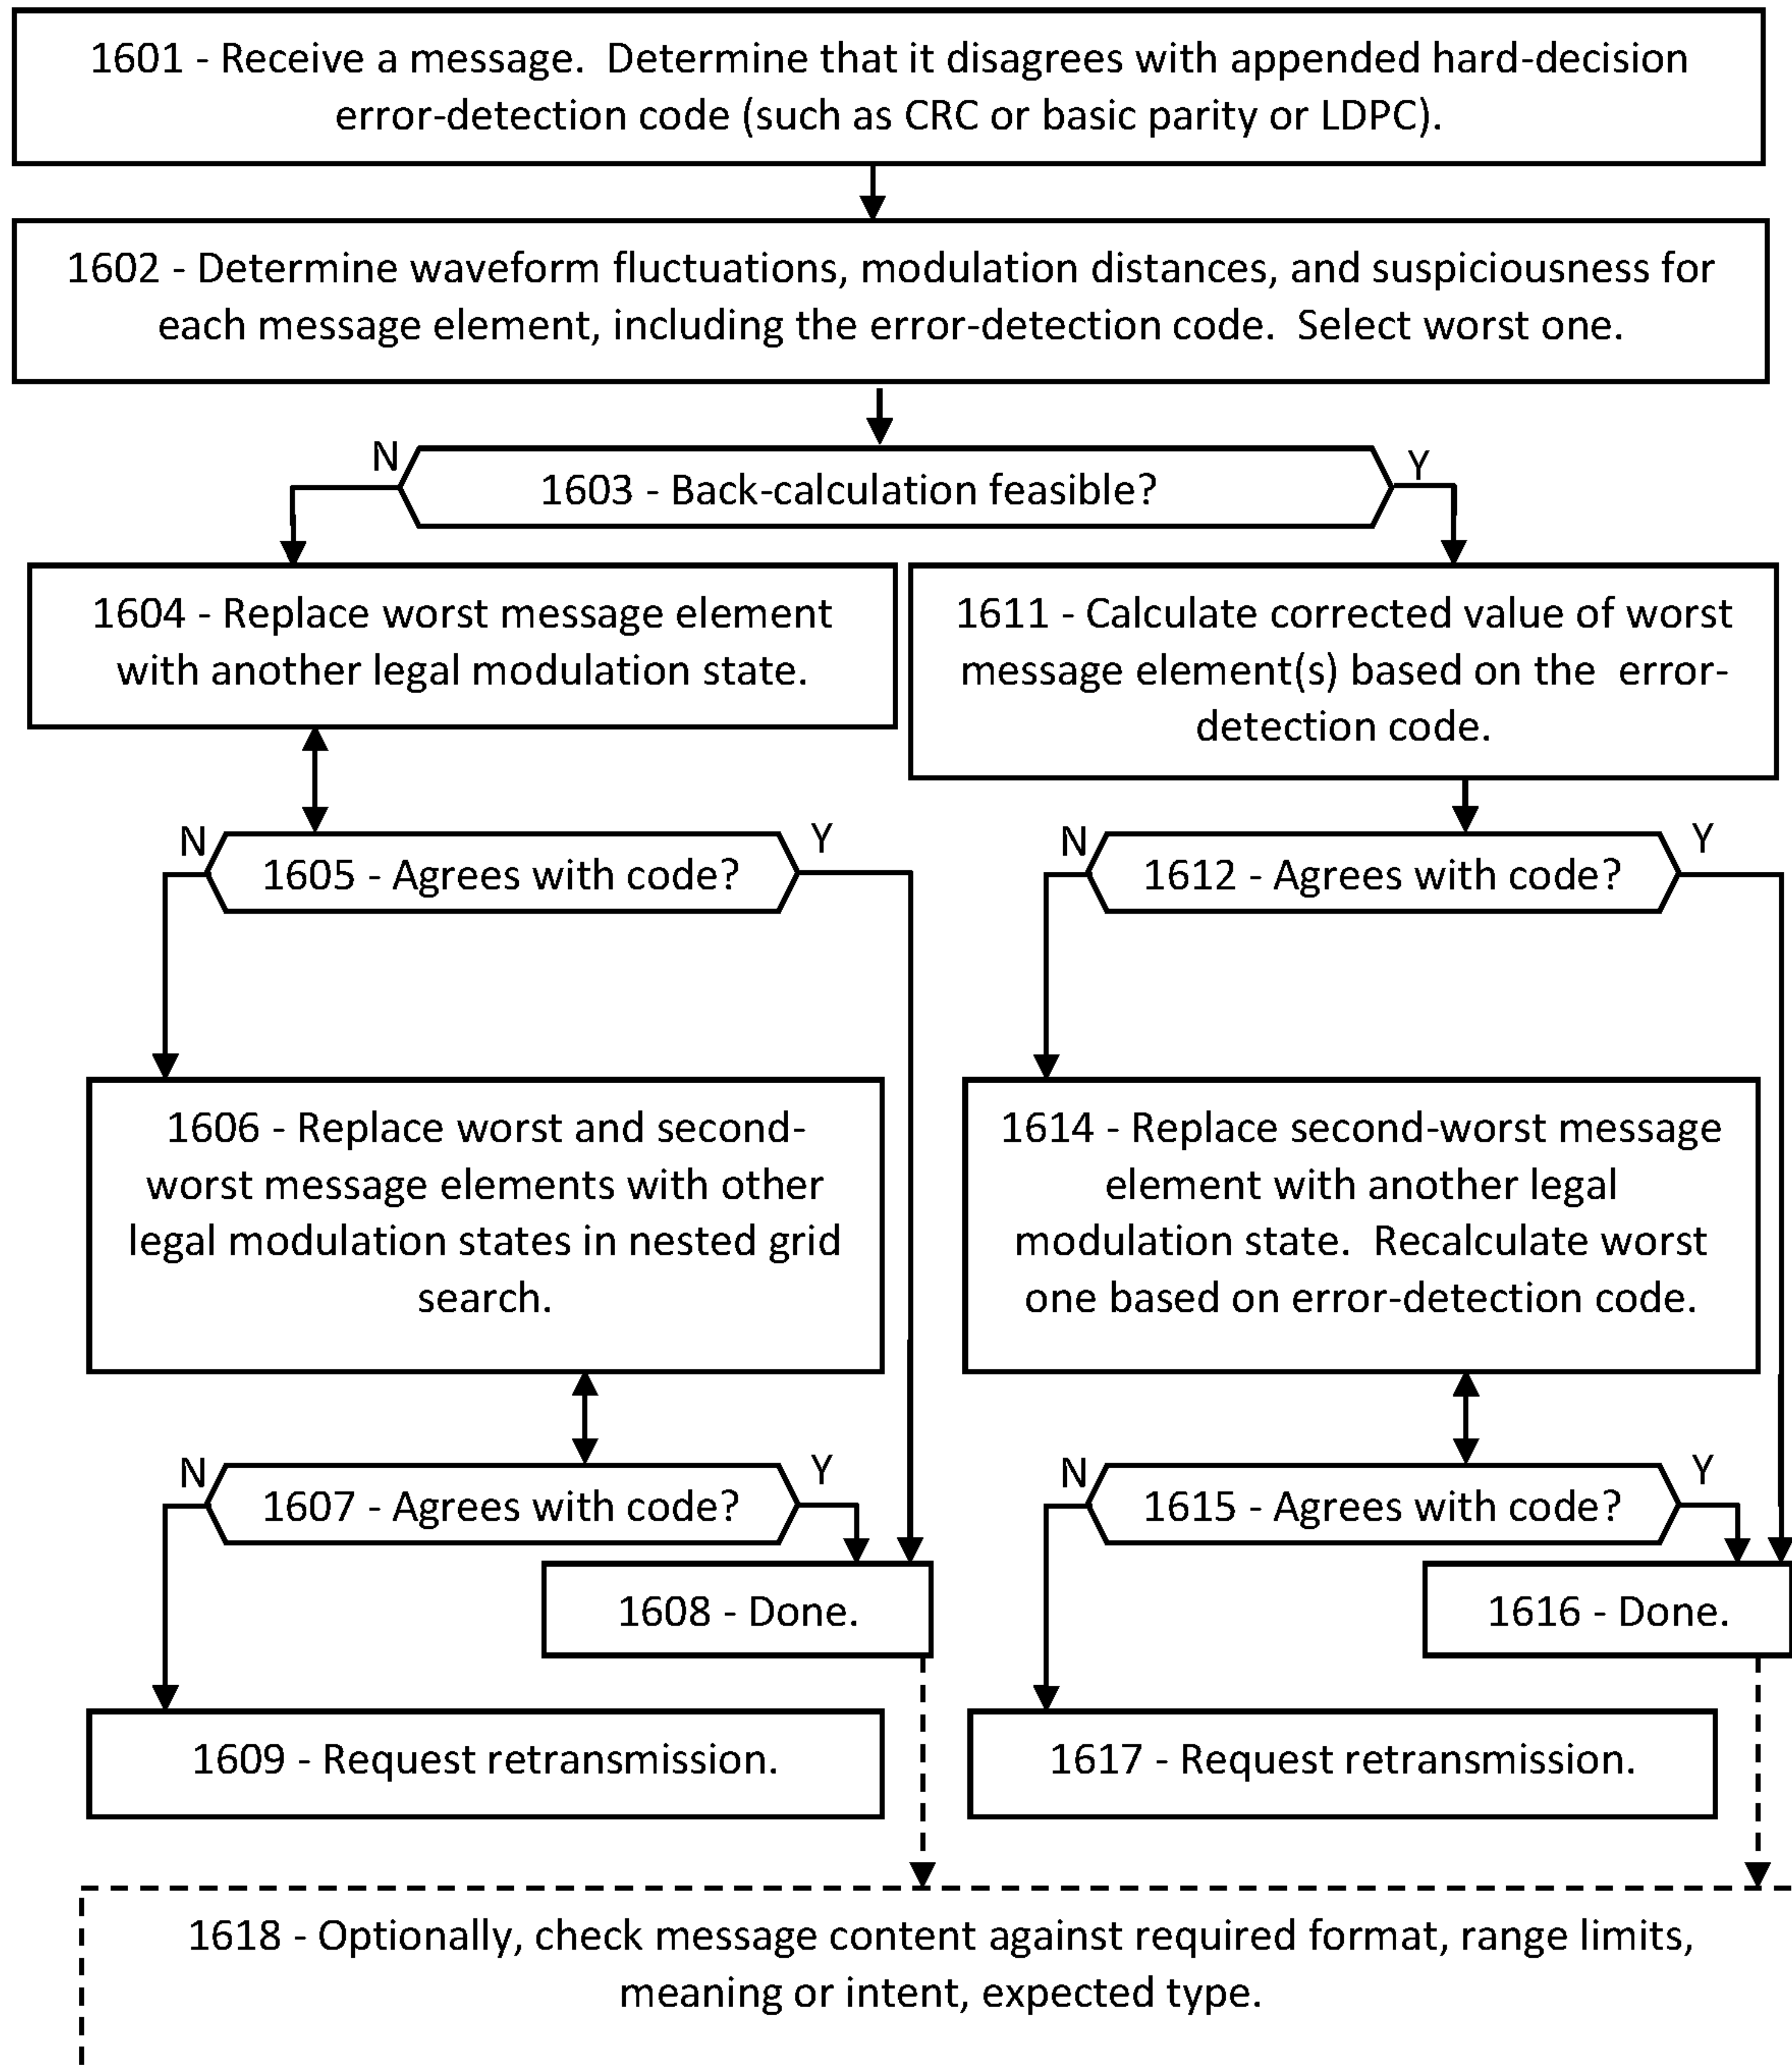 1601 - Receive a message. Determine that it disagrees with appended hard-decision
error-detection code (such as CRC or basic parity or LDPC).
1602 - Determine waveform fluctuations, modulation distances, and suspiciousness for
each message element, including the error-detection code. Select worst one.
N
1603 - Back-calculation feasible?
Y
1604 - Replace worst message element
with another legal modulation state.
1611 - Calculate corrected value of worst
message element(s) based on the error-
detection code.
N
1605 - Agrees with code?
Y
N
1612 - Agrees with code?
Y
1606 - Replace worst and second-
worst message elements with other
legal modulation states in nested grid
search.
1614 - Replace second-worst message
element with another legal
modulation state. Recalculate worst
one based on error-detection code.
N
1607 - Agrees with code?
Y
N
1615 - Agrees with code?
Y
1608 - Done.
1616 - Done.
1609 - Request retransmission.
1617 - Request retransmission.
1618 - Optionally, check message content against required format, range limits,
meaning or intent, expected type.